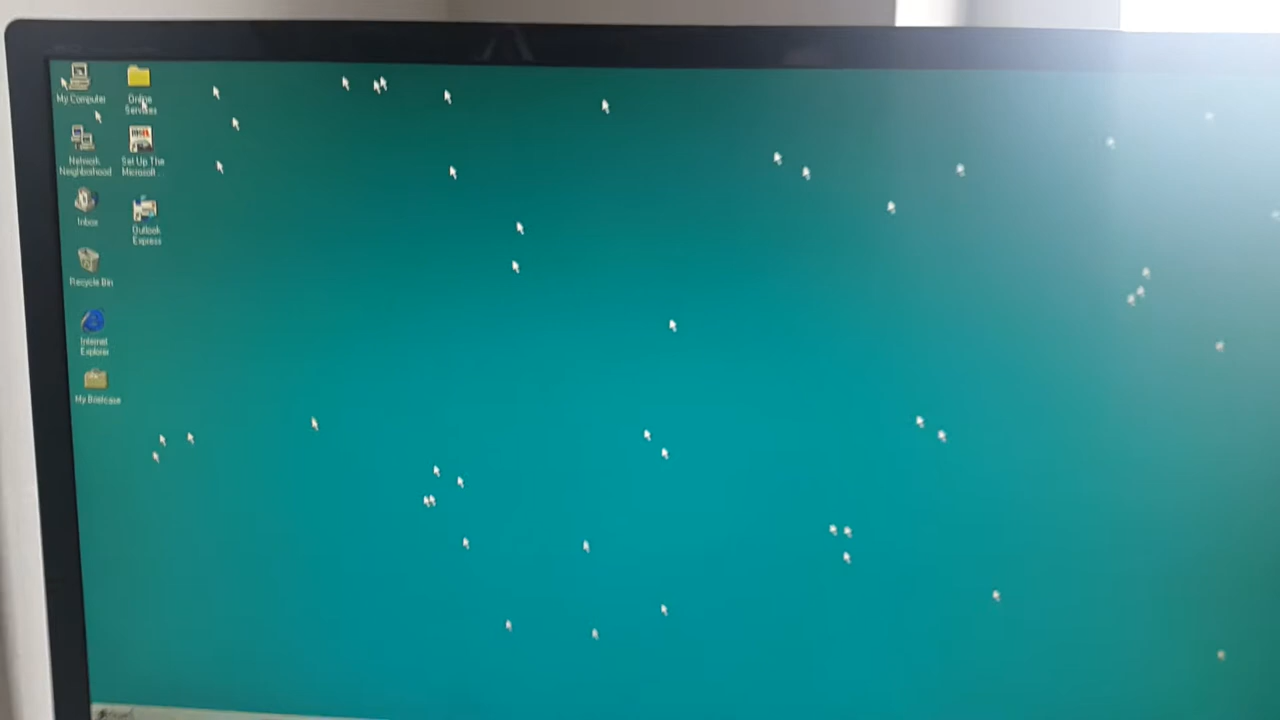 My Computer
Online
Services
Network
Neighborhood
Set Up The
Microsoft...
Inbox
Outlook
Express
Recycle Bin
Internet
Explorer
My Briefcase